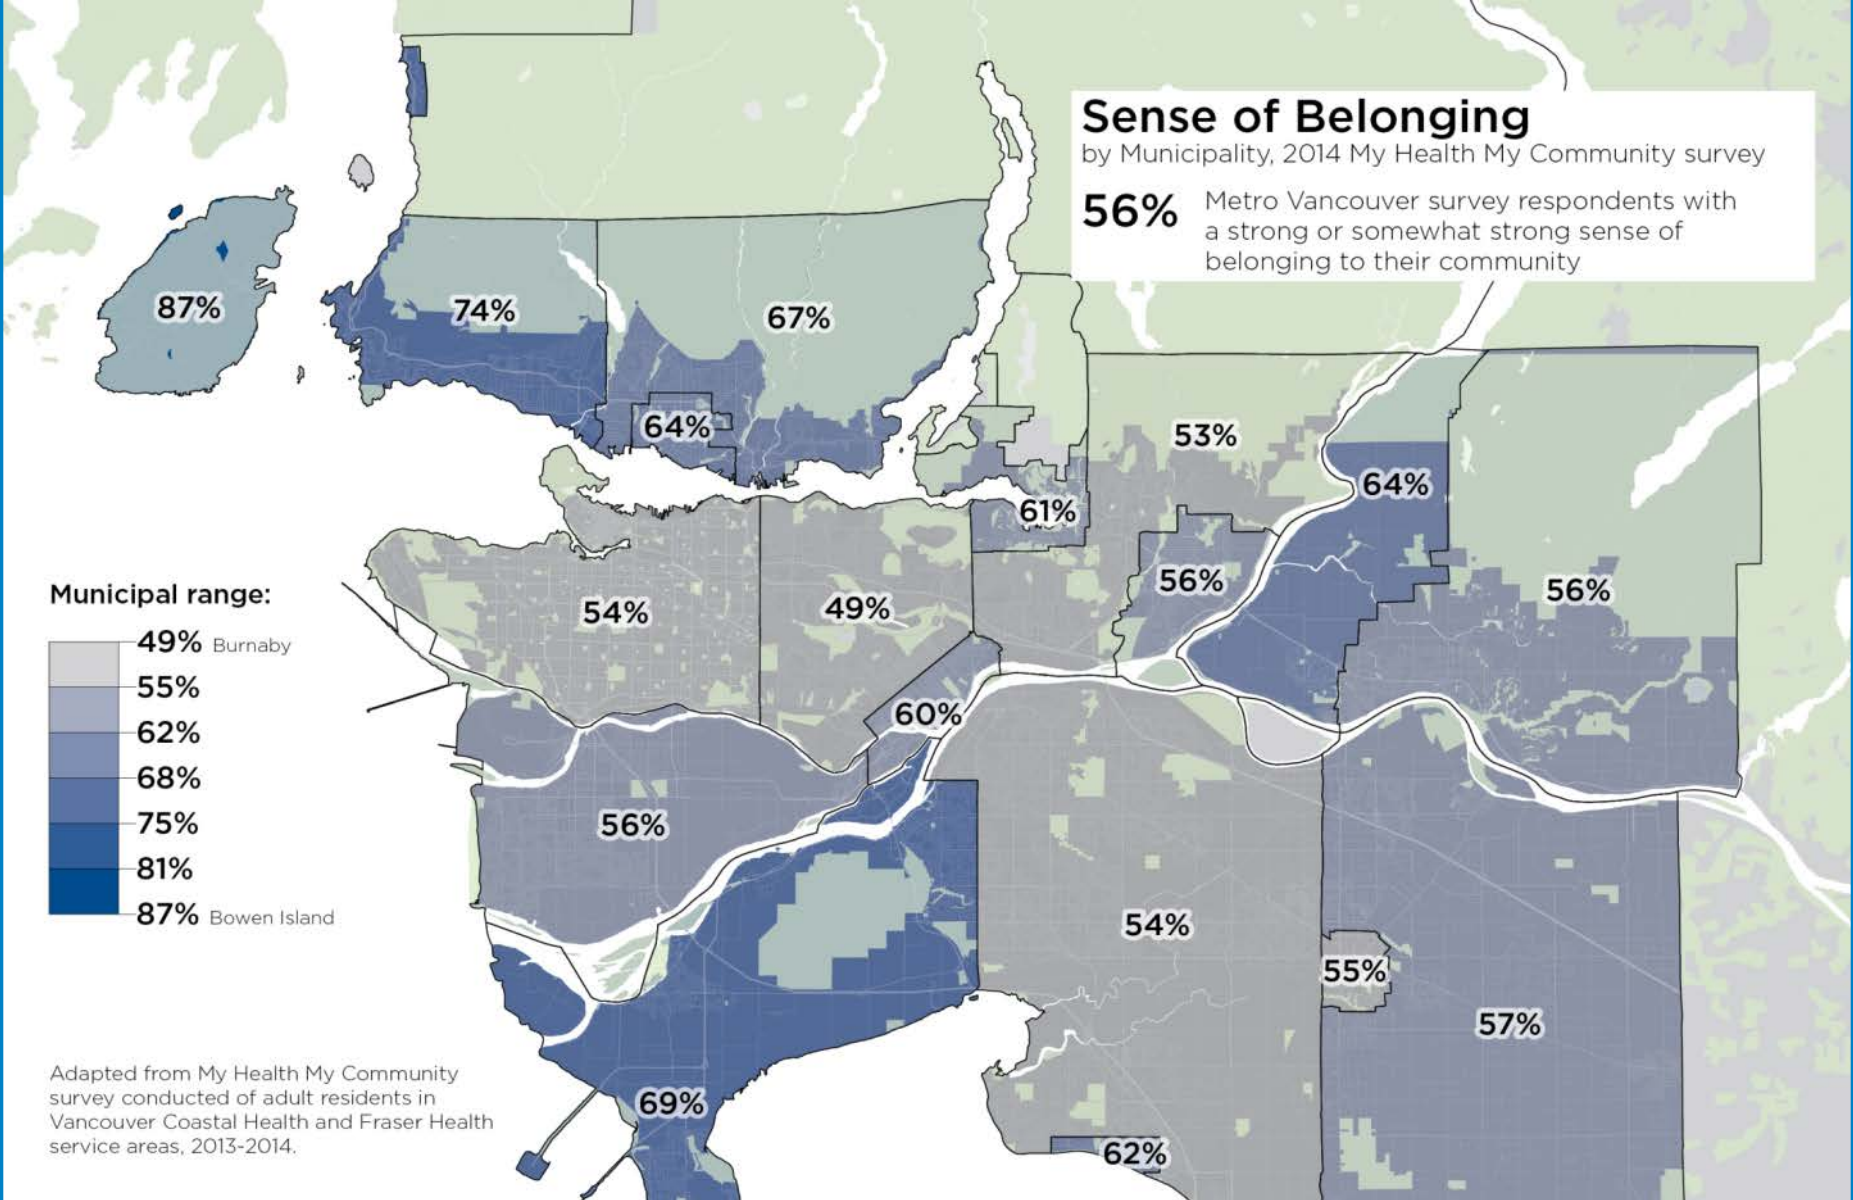 Sense of Belonging
by Municipality, 2014 My Health My Community survey
56%
Metro Vancouver survey respondents with
a strong or somewhat strong sense of
belonging to their community
87%
74%
67%
64%
53%
64%
61%
56%
56%
54%
49%
60%
56%
54%
55%
57%
69%
62%
Municipal range:
49% Burnaby
55%
62%
68%
75%
81%
87% Bowen Island
Adapted from My Health My Community
survey conducted of adult residents in
Vancouver Coastal Health and Fraser Health
service areas, 2013-2014.